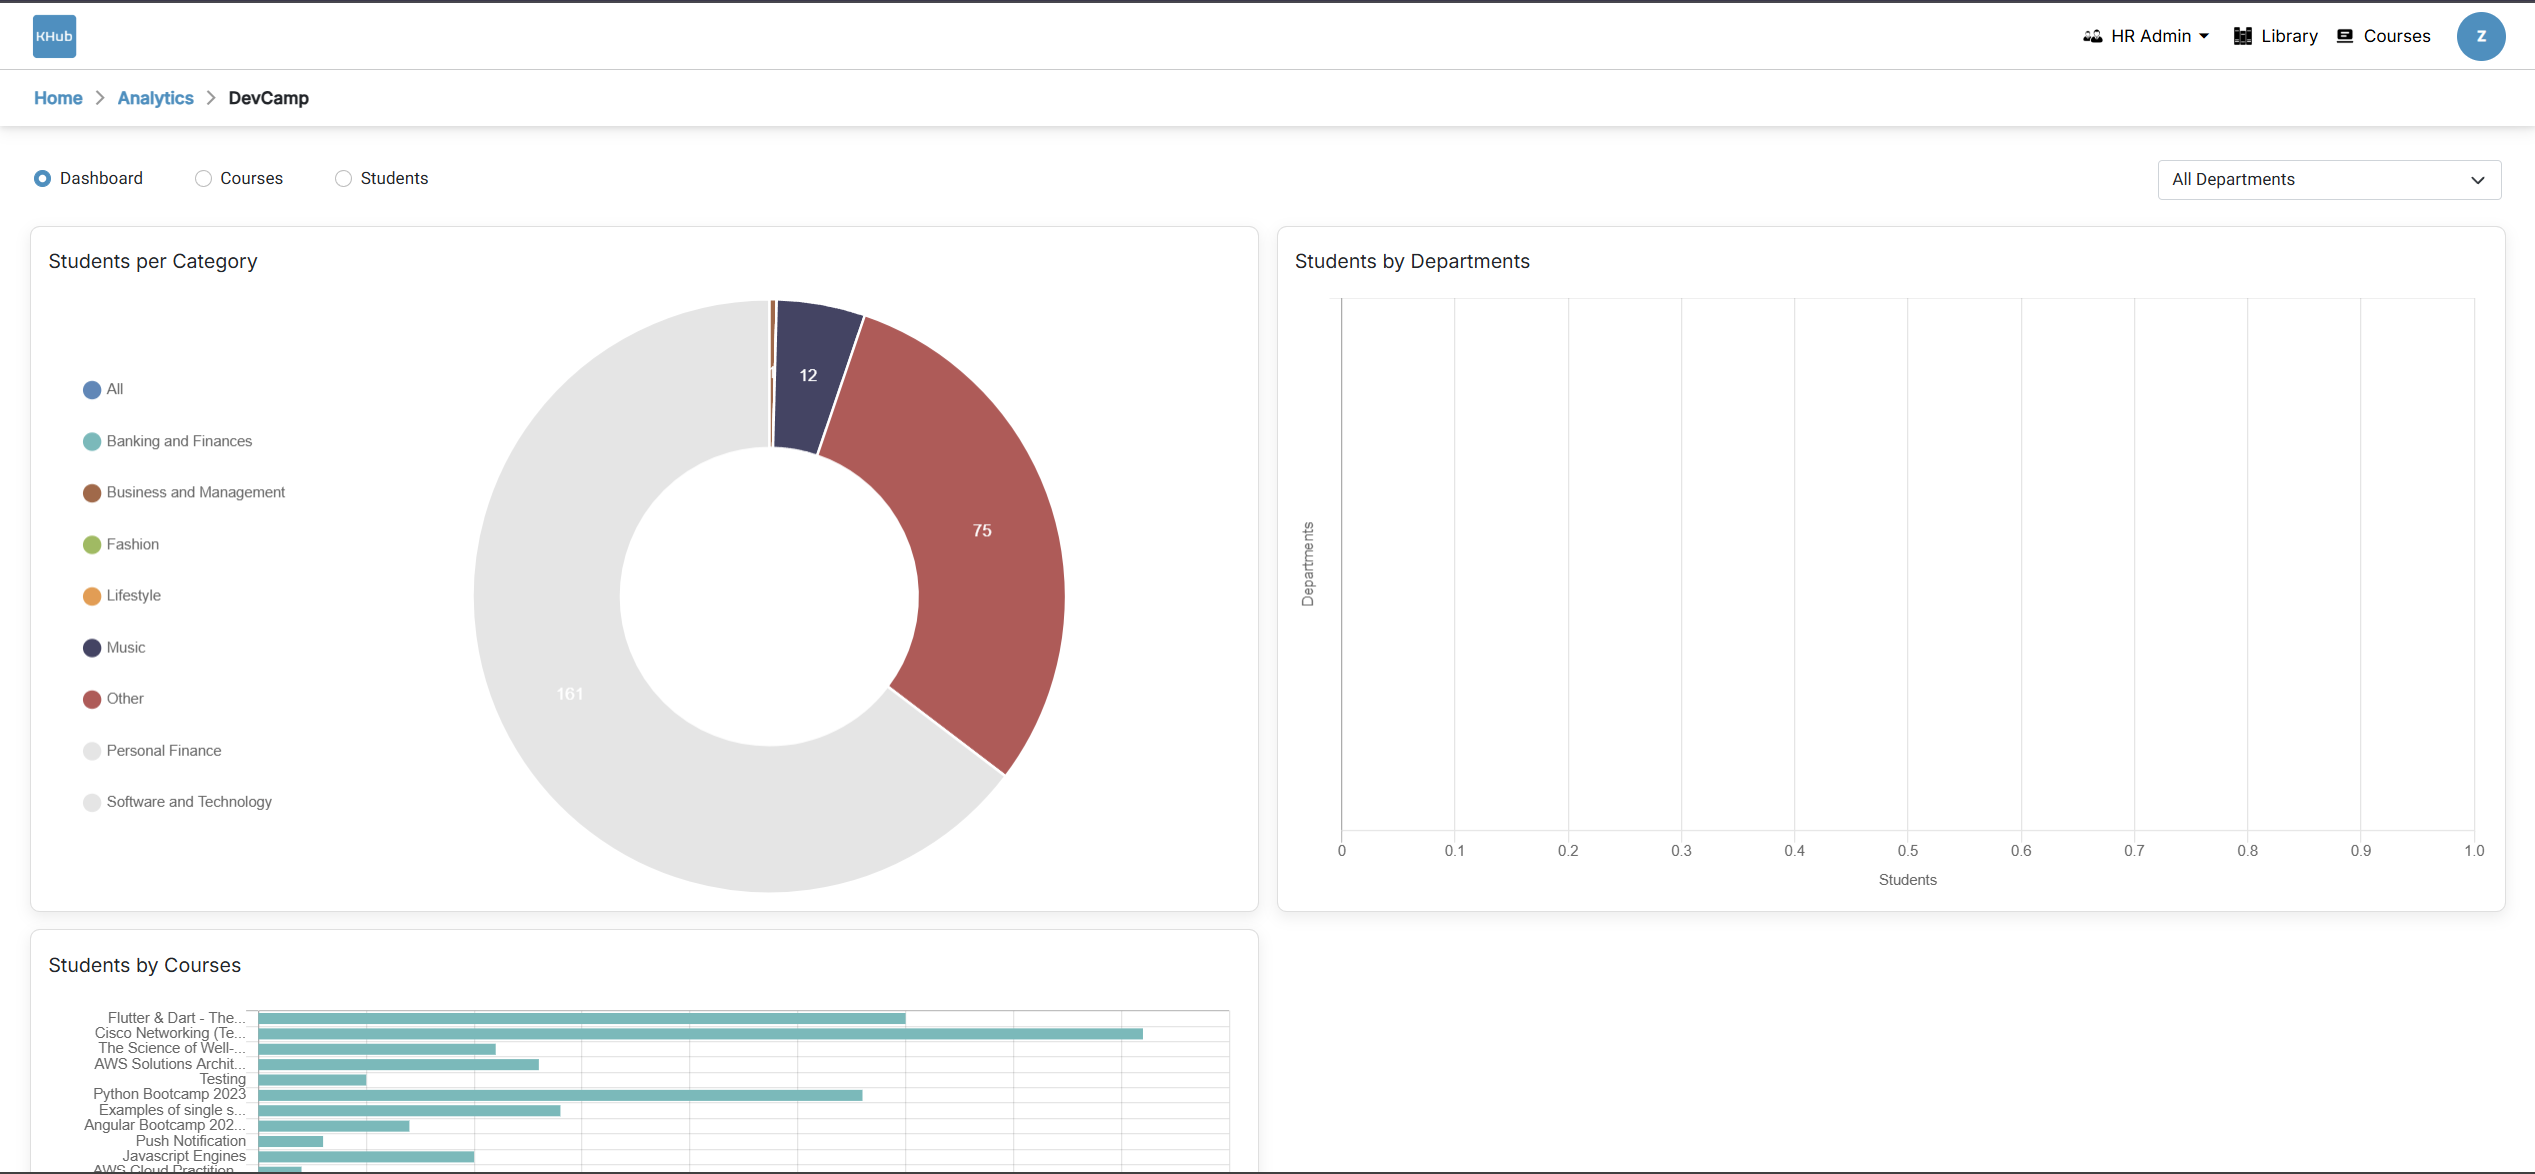 KHub
HR Admin
Library
Courses
Z
Home > Analytics > DevCamp
Dashboard
Courses
Students
All Departments
Students per Category
All
Banking and Finances
Business and Management
Fashion
Lifestyle
Music
Other
Personal Finance
Software and Technology
12
75
161
Students by Departments
Departments
0 0.1 0.2 0.3 0.4 0.5 0.6 0.7 0.8 0.9 1.0
Students
Students by Courses
Flutter & Dart - The...
Cisco Networking (Te...
The Science of Well-...
AWS Solutions Archit...
Testing
Python Bootcamp 2023
Examples of single s...
Angular Bootcamp 202...
Push Notification
Javascript Engines
AWS Cloud Practition...